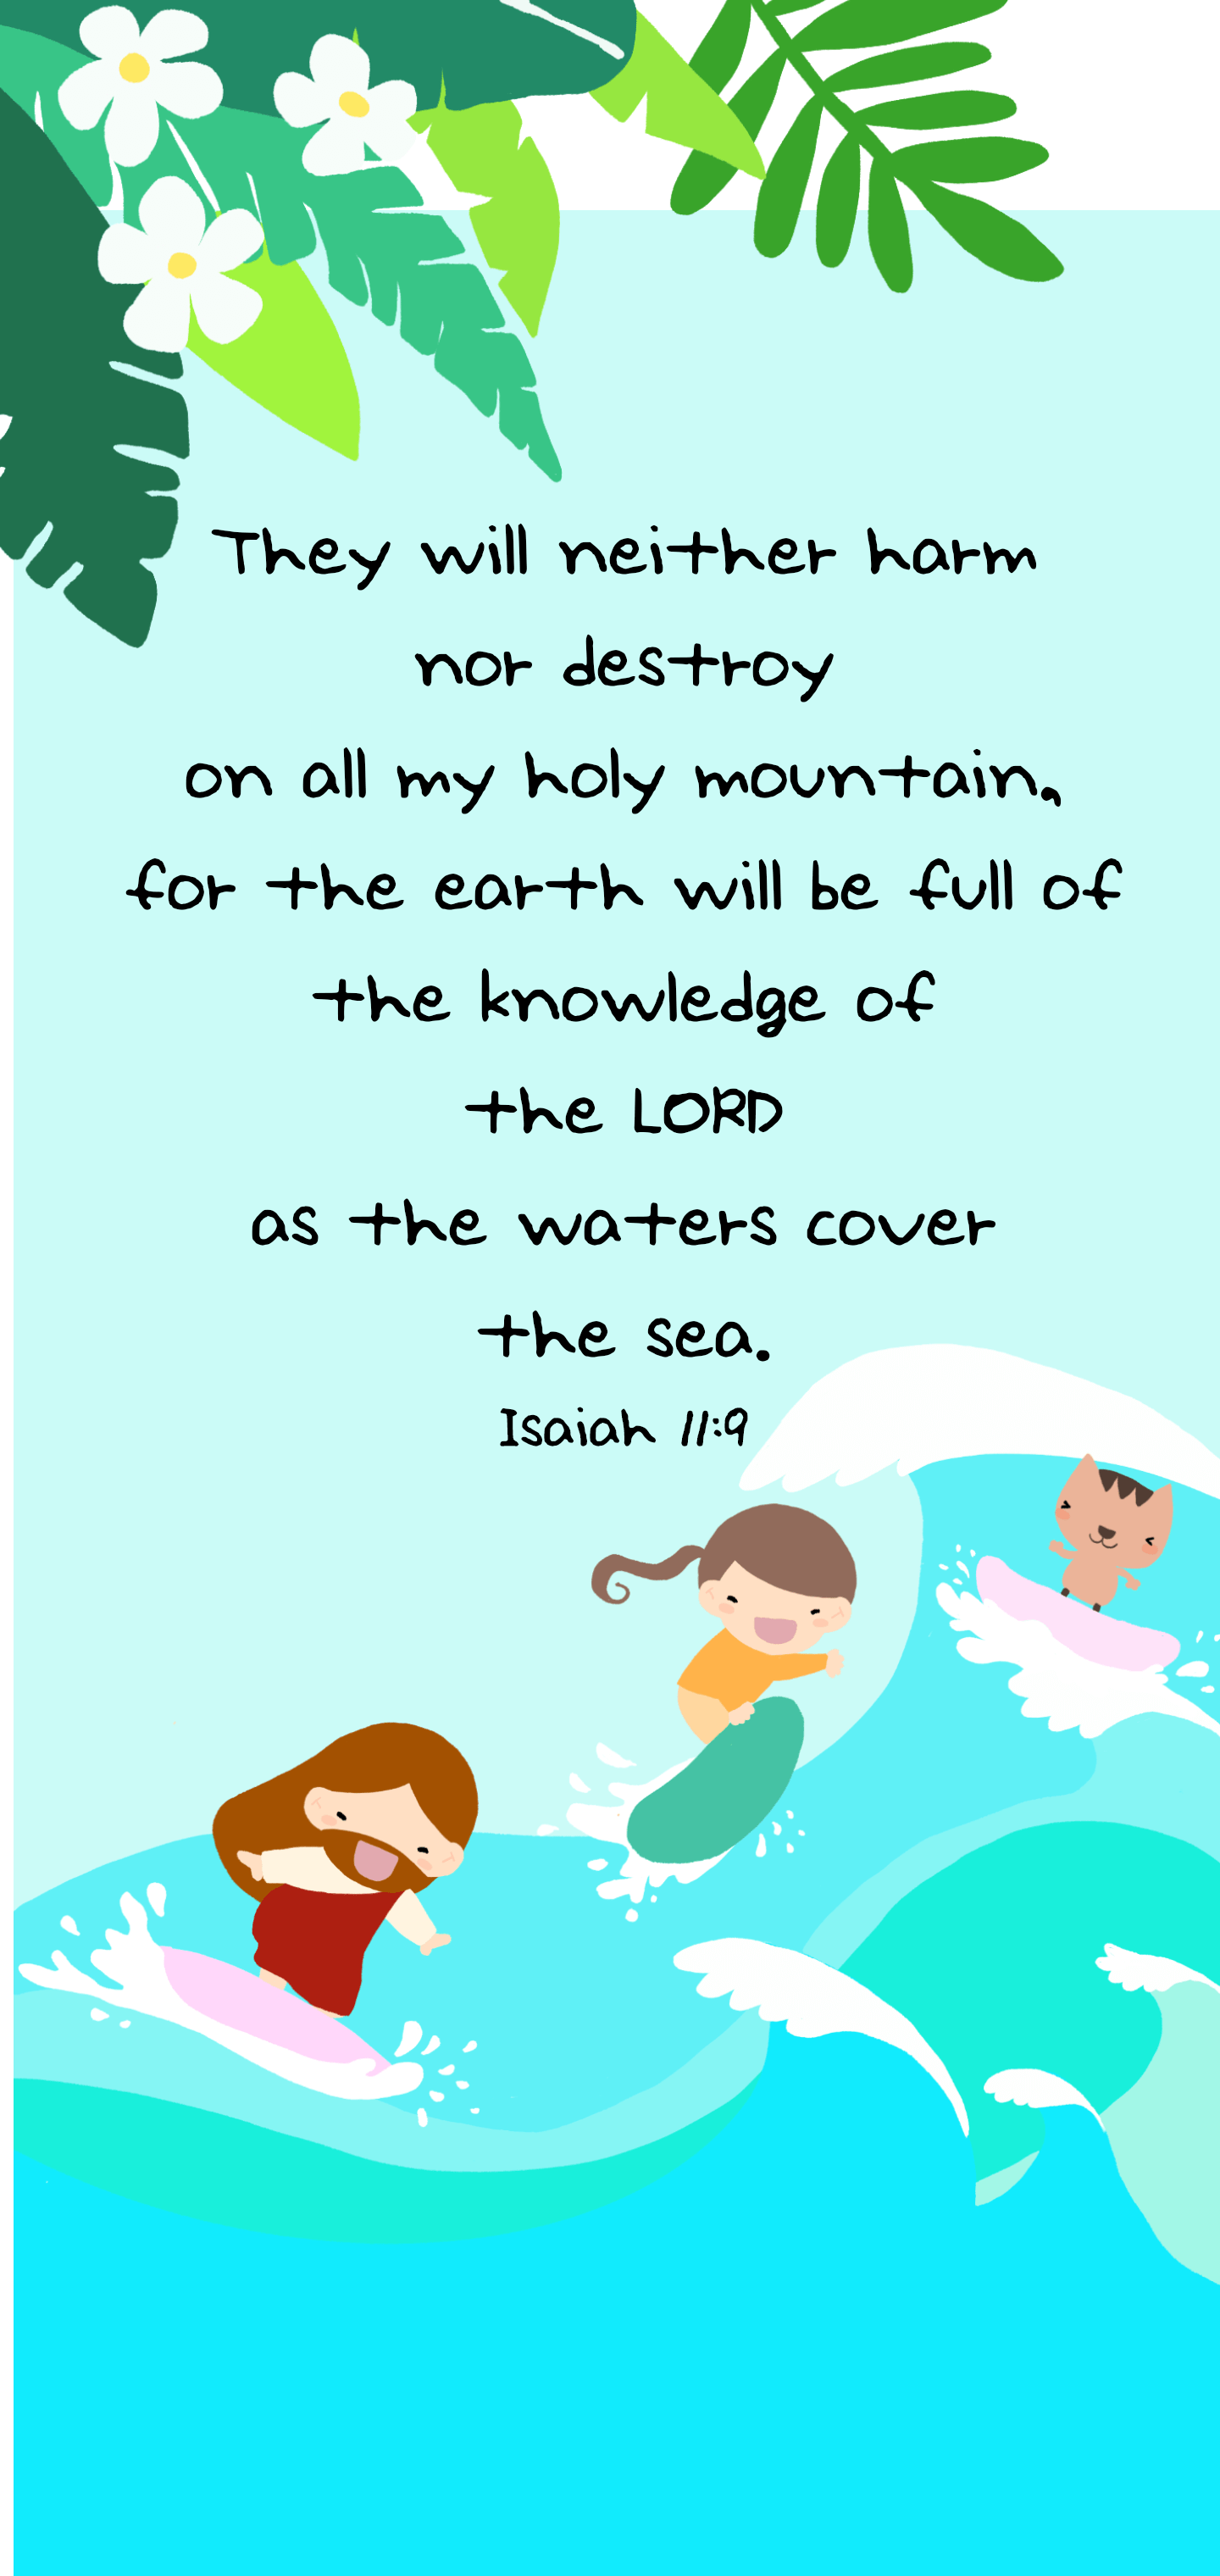 They will neither harm
nor destroy
on all my holy mountain,
for the earth will be full of
the knowledge of
the LORD
as the waters cover
the sea.
Isaiah 11:9